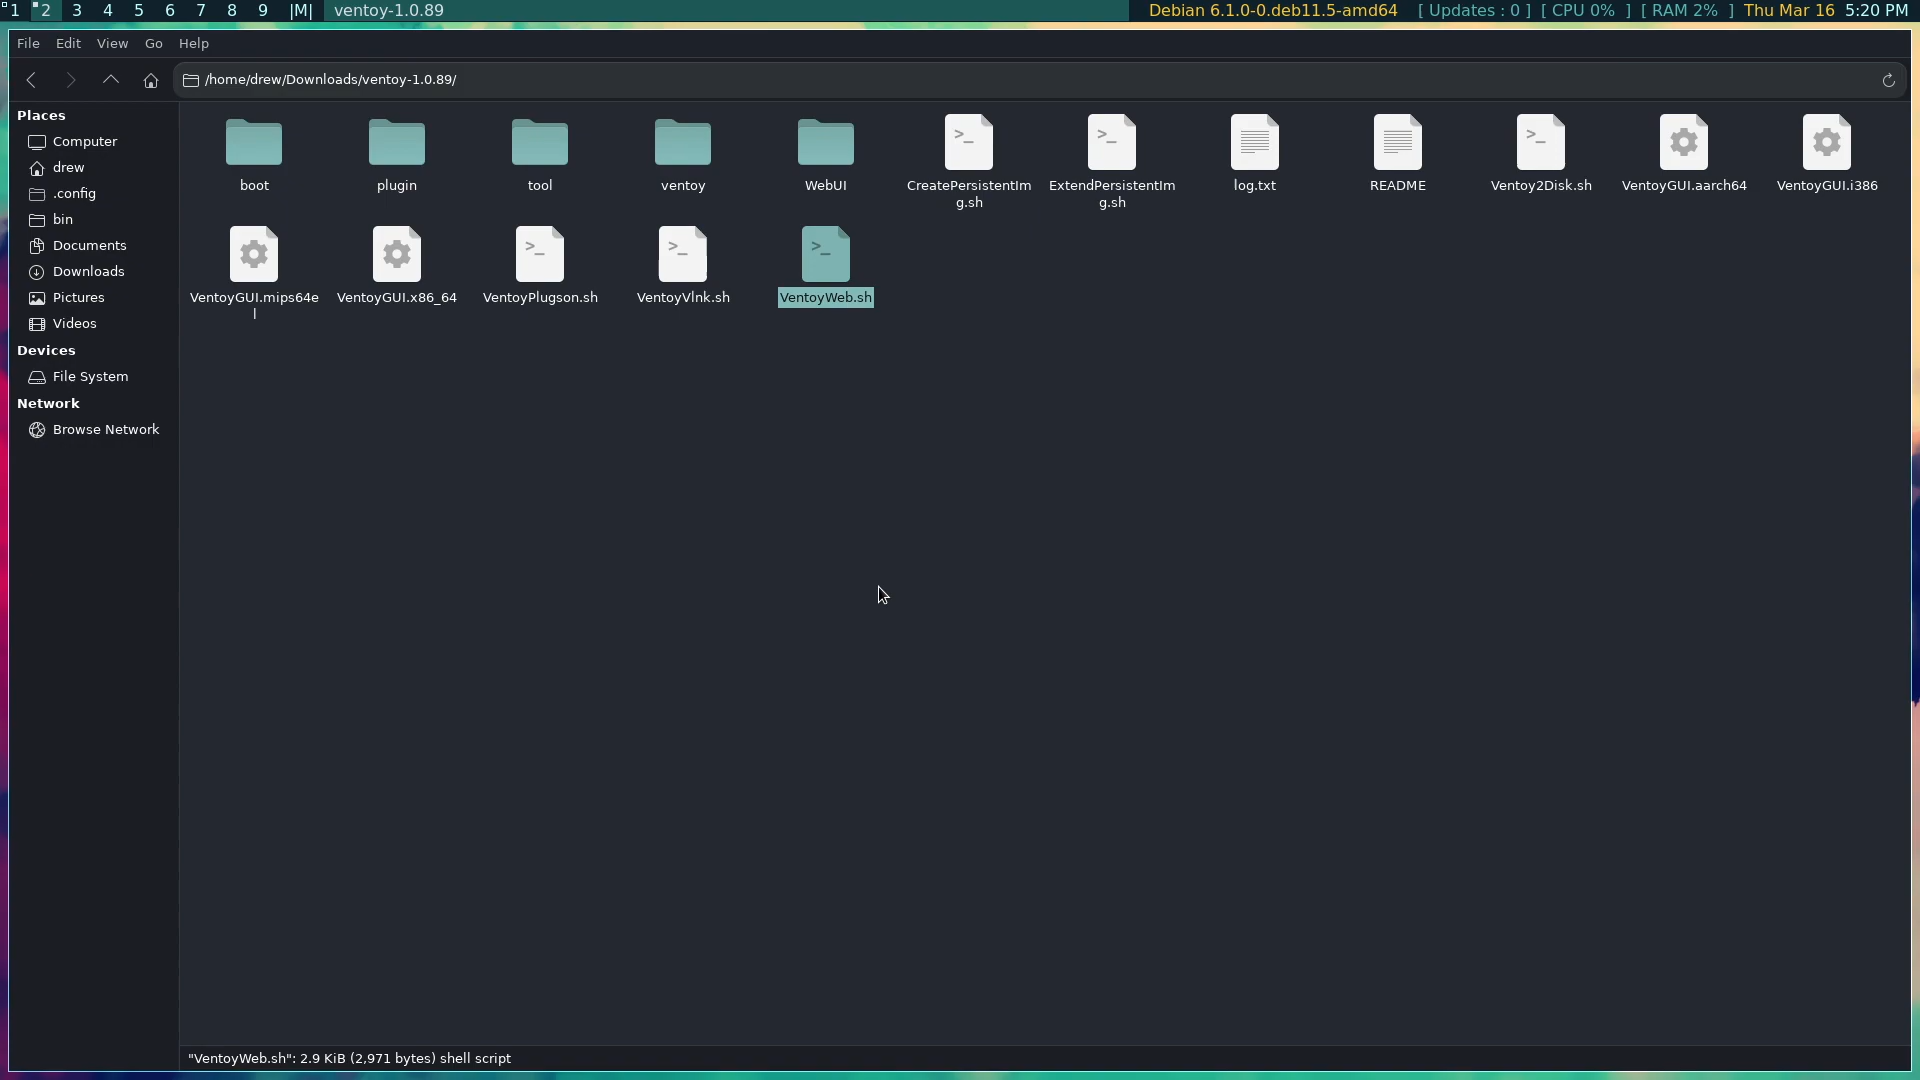 1 2 3 4 5 6 7 8 9 |M| ventoy-1.0.89 Debian 6.1.0-0.deb11.5-amd64 [ Updates : 0 ] [ CPU 0% ] [ RAM 2% ] Thu Mar 16 5:20 PM
File Edit View Go Help
/home/drew/Downloads/ventoy-1.0.89/
Places
Computer
drew
.config
bin
Documents
Downloads
Pictures
Videos
Devices
File System
Network
Browse Network
boot
plugin
tool
ventoy
WebUI
CreatePersistentIm
g.sh
ExtendPersistentIm
g.sh
log.txt
README
Ventoy2Disk.sh
VentoyGUI.aarch64
VentoyGUI.i386
VentoyGUI.mips64e
l
VentoyGUI.x86_64
VentoyPlugson.sh
VentoyVlnk.sh
VentoyWeb.sh
"VentoyWeb.sh": 2.9 KiB (2,971 bytes) shell script